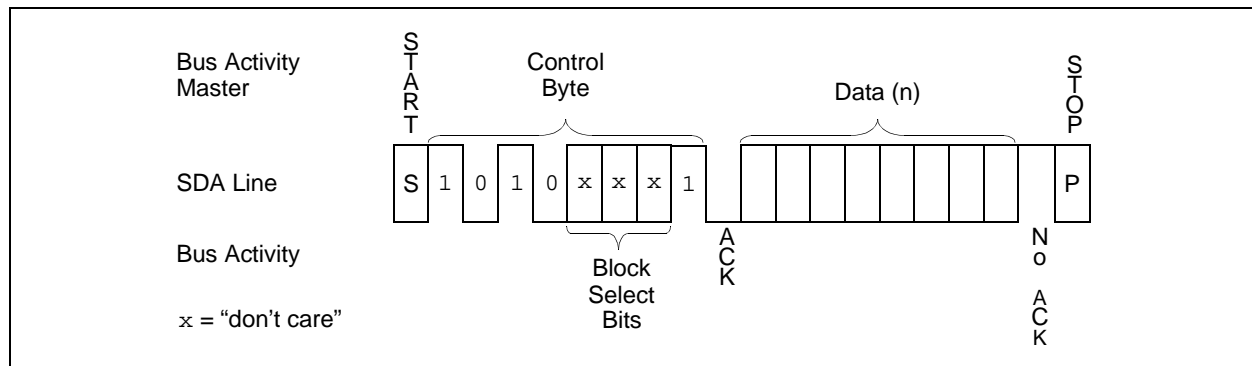 Bus Activity
Master
START
Control
Byte
Data (n)
STOP
SDA Line
S 1 0 1 0 x x x 1 P
Bus Activity
ACK
No ACK
Block
Select
Bits
x = “don’t care”